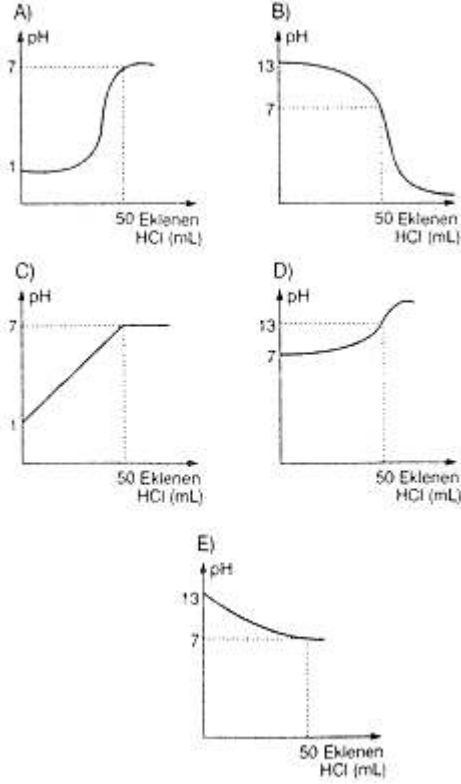 A)
pH
7
1
50 Eklenen
HCl (mL)
B)
pH
13
7
50 Eklenen
HCl (mL)
C)
pH
7
1
50 Eklenen
HCl (mL)
D)
pH
13
7
50 Eklenen
HCl (mL)
E)
pH
13
7
50 Eklenen
HCl (mL)